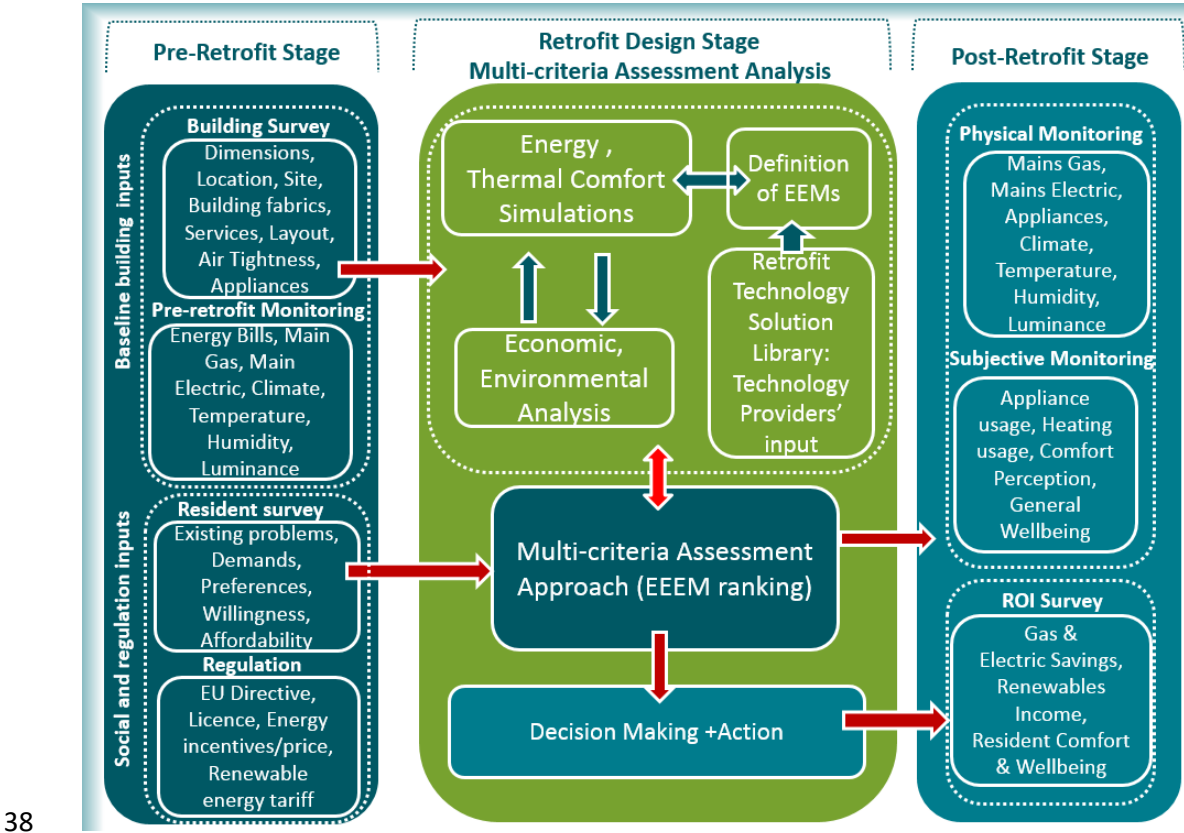 Pre-Retrofit Stage
Baseline building inputs
Building Survey
Dimensions,
Location, Site,
Building fabrics,
Services, Layout,
Air Tightness,
Appliances
Pre-retrofit Monitoring
Energy Bills, Main
Gas, Main
Electric, Climate,
Temperature,
Humidity,
Luminance
Social and regulation inputs
Resident survey
Existing problems,
Demands,
Preferences,
Willingness,
Affordability
Regulation
EU Directive,
Licence, Energy
incentives/price,
Renewable
energy tariff
Retrofit Design Stage
Multi-criteria Assessment Analysis
Energy ,
Thermal Comfort
Simulations
Definition
of EEMs
Economic,
Environmental
Analysis
Retrofit
Technology
Solution
Library:
Technology
Providers’
input
Multi-criteria Assessment
Approach (EEEM ranking)
Decision Making +Action
Post-Retrofit Stage
Physical Monitoring
Mains Gas,
Mains Electric,
Appliances,
Climate,
Temperature,
Humidity,
Luminance
Subjective Monitoring
Appliance
usage, Heating
usage, Comfort
Perception,
General
Wellbeing
ROI Survey
Gas &
Electric Savings,
Renewables
Income,
Resident Comfort
& Wellbeing
38